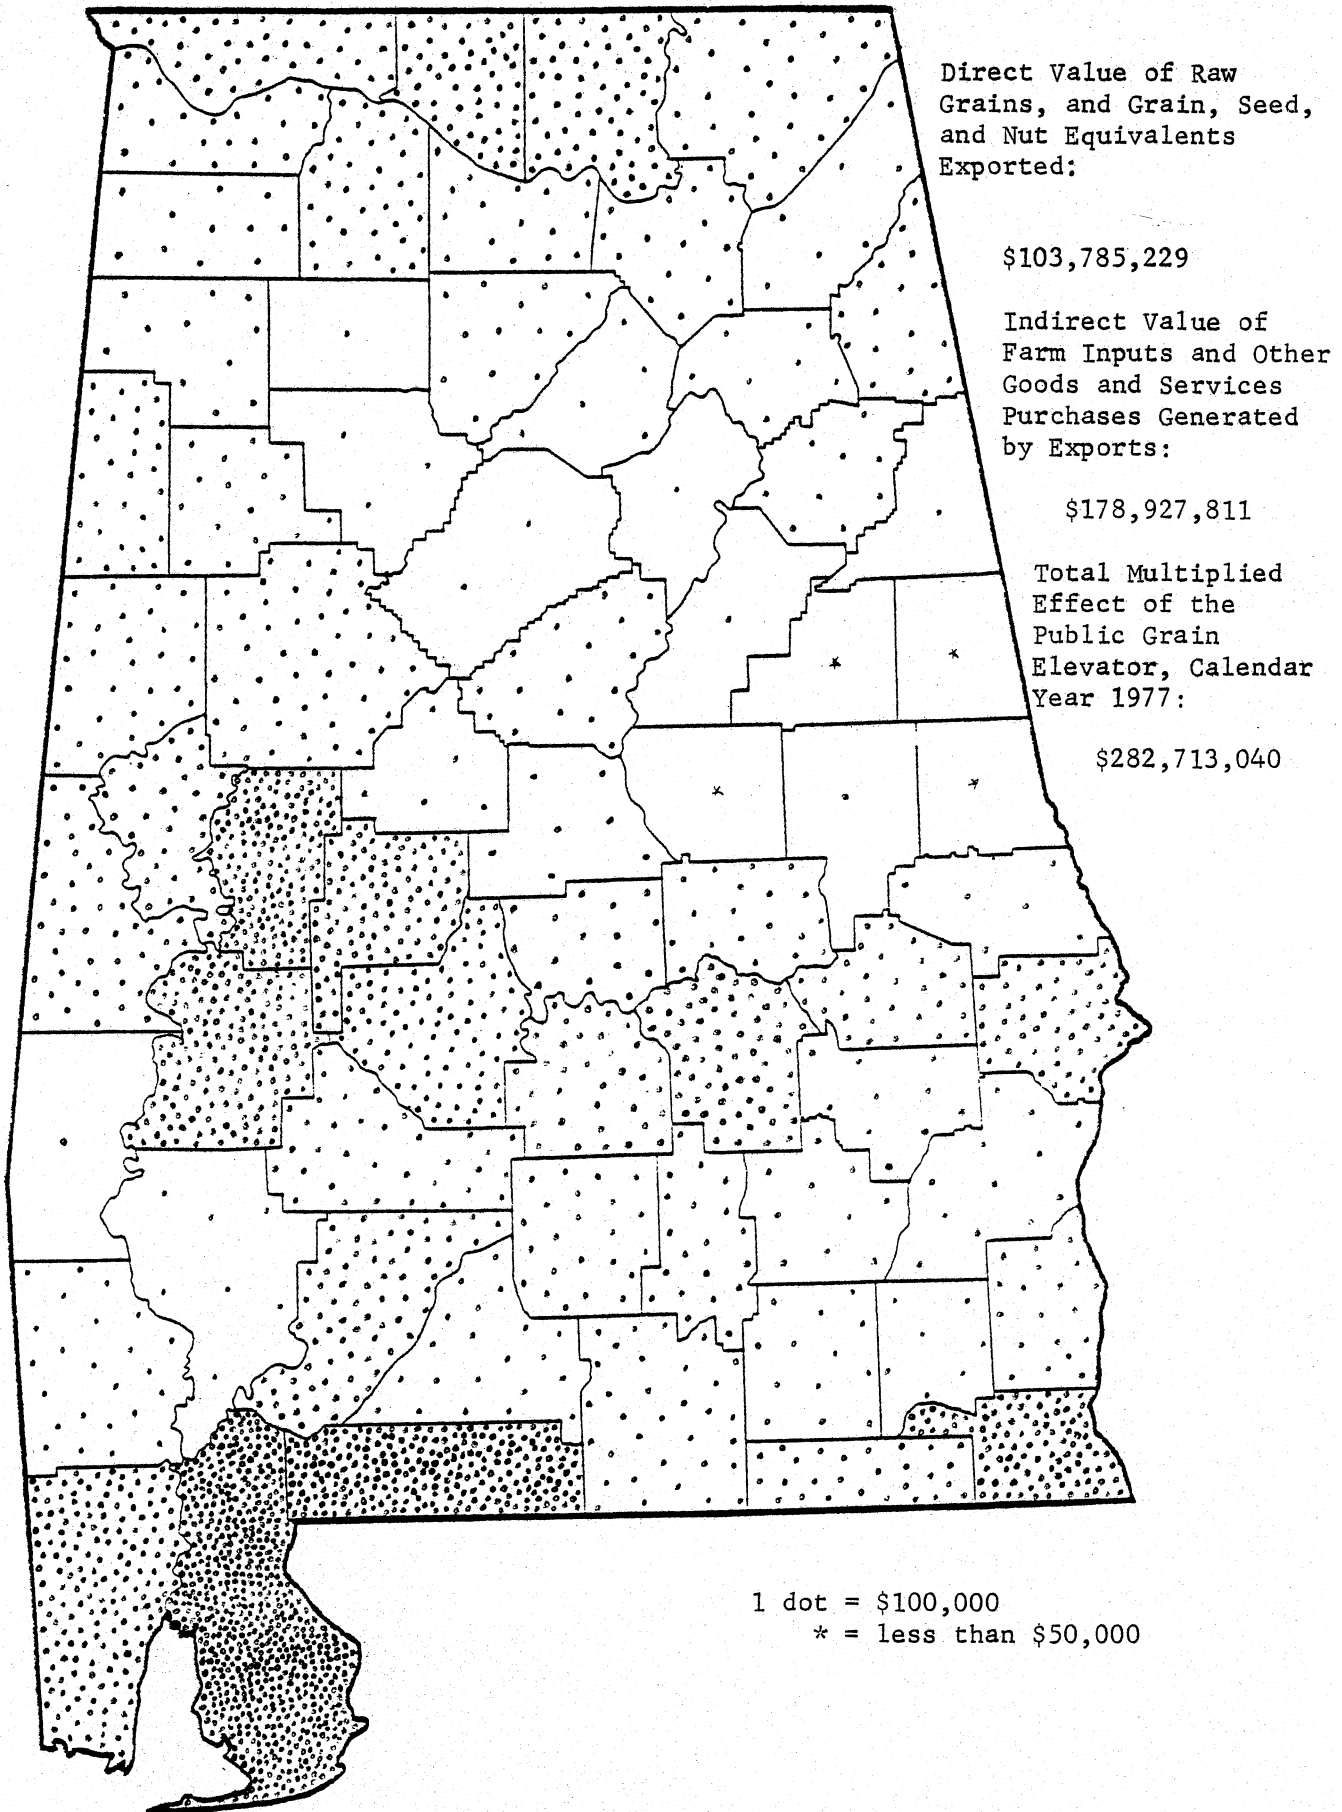 Direct Value of Raw
Grains, and Grain, Seed,
and Nut Equivalents
Exported:
$103,785,229
Indirect Value of
Farm Inputs and Other
Goods and Services
Purchases Generated
by Exports:
$178,927,811
Total Multiplied
Effect of the
Public Grain
Elevator, Calendar
Year 1977:
$282,713,040
1 dot = $100,000
* = less than $50,000